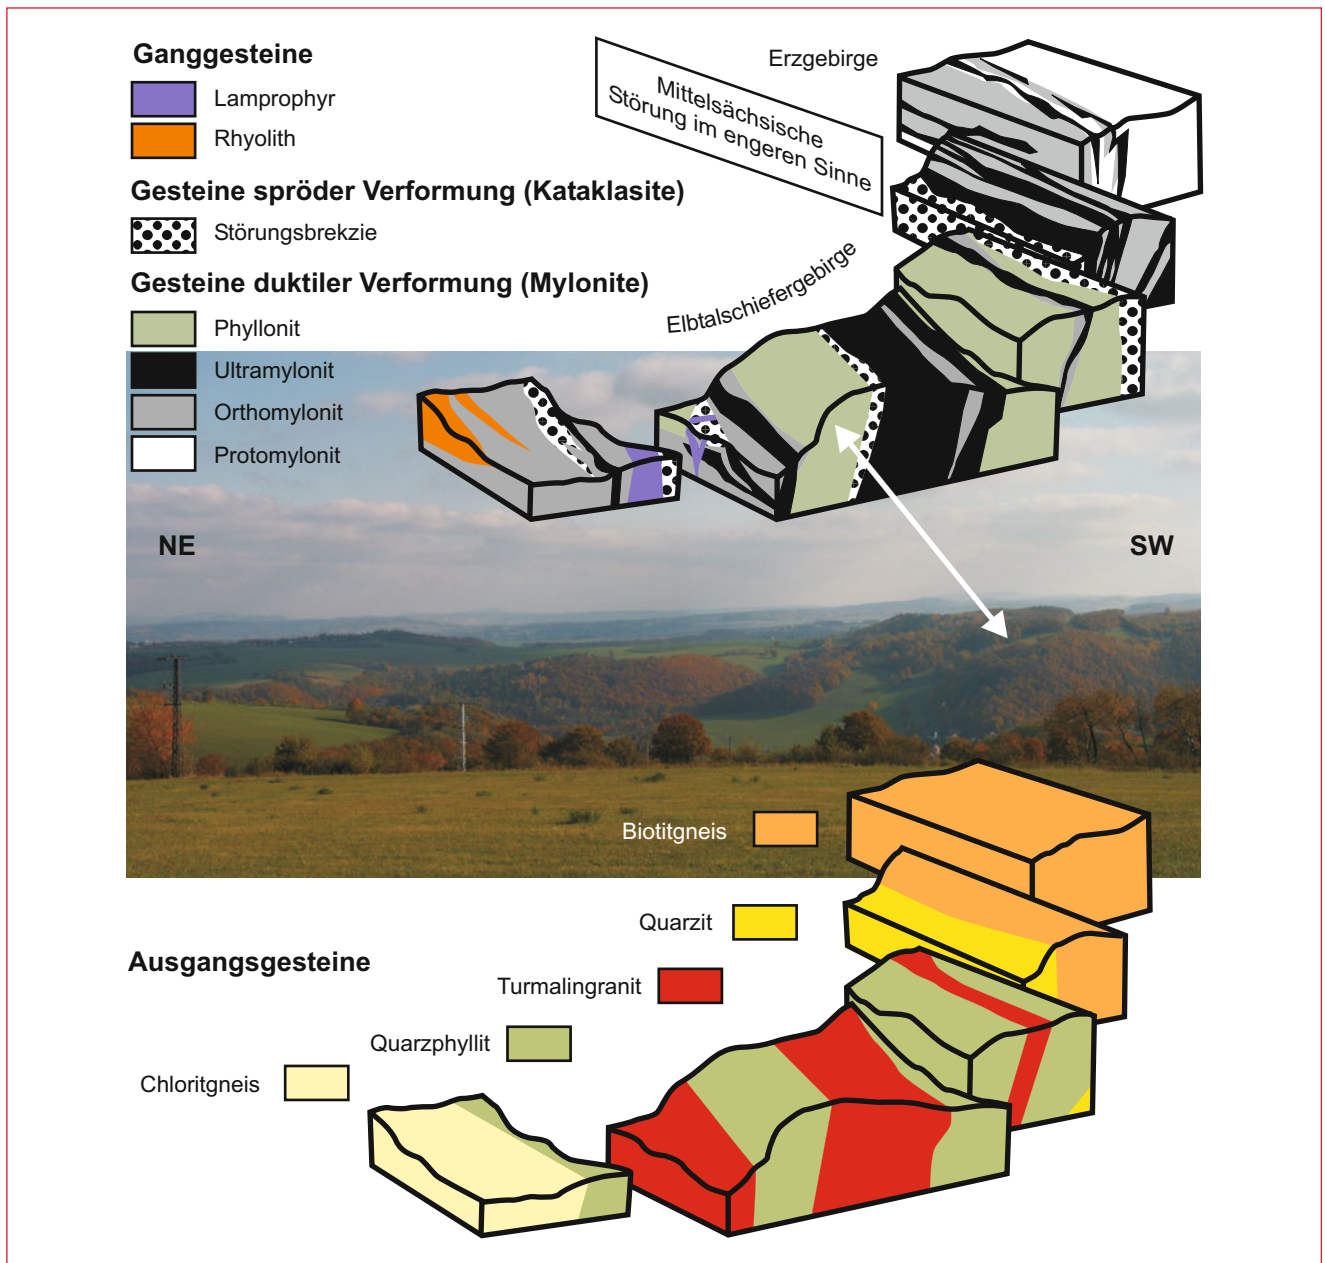 Ganggesteine
Lamprophyr
Rhyolith
Gesteine spröder Verformung (Kataklasite)
Störungsbrekzie
Gesteine duktiler Verformung (Mylonite)
Phyllonit
Ultramylonit
Orthomylonit
Protomylonit
Erzgebirge
Mittelsächsische
Störung im engeren Sinne
Elbtalschiefergebirge
NE
SW
Biotitgneis
Quarzit
Ausgangsgesteine
Turmalingranit
Quarzphyllit
Chloritgneis